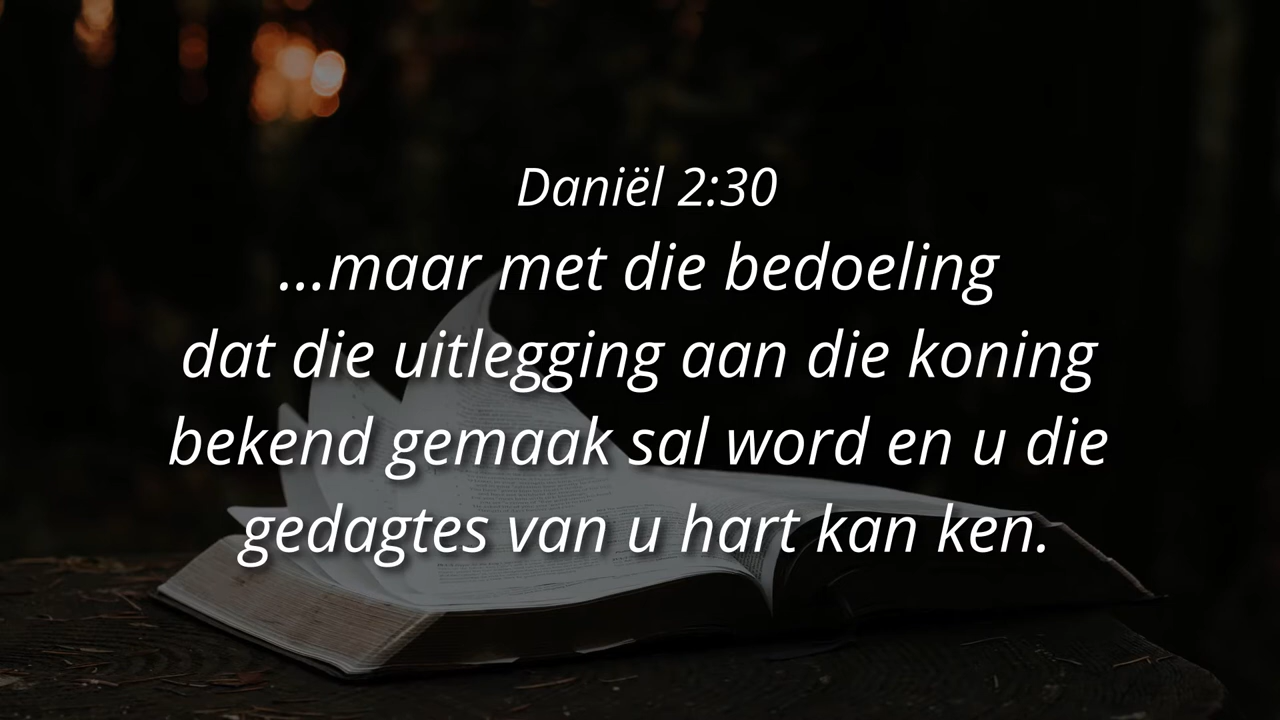 Daniël 2:30
...maar met die bedoeling
dat die uitlegging aan die koning
bekend gemaak sal word en u die
gedagtes van u hart kan ken.